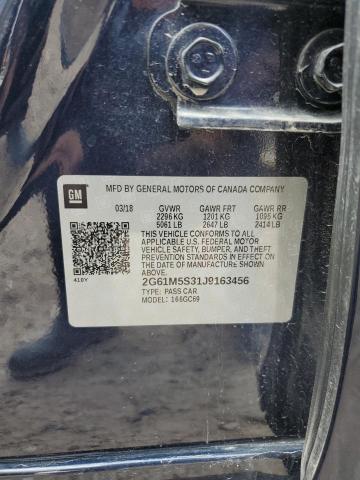 GM
MFD BY GENERAL MOTORS OF CANADA COMPANY
03/18 GVWR GAWR FRT GAWR RR
2296 KG 1201 KG 1095 KG
5061 LB 2647 LB 2414 LB
THIS VEHICLE CONFORMS TO ALL APPLICABLE
U.S. FEDERAL MOTOR
VEHICLE SAFETY, BUMPER, AND THEFT
PREVENTION STANDARDS IN EFFECT ON
THE DATE OF
MANUFACTURE SHOWN ABOVE.
2G61M5S31J9163456
418Y TYPE: PASS CAR
MODEL: 166GC69